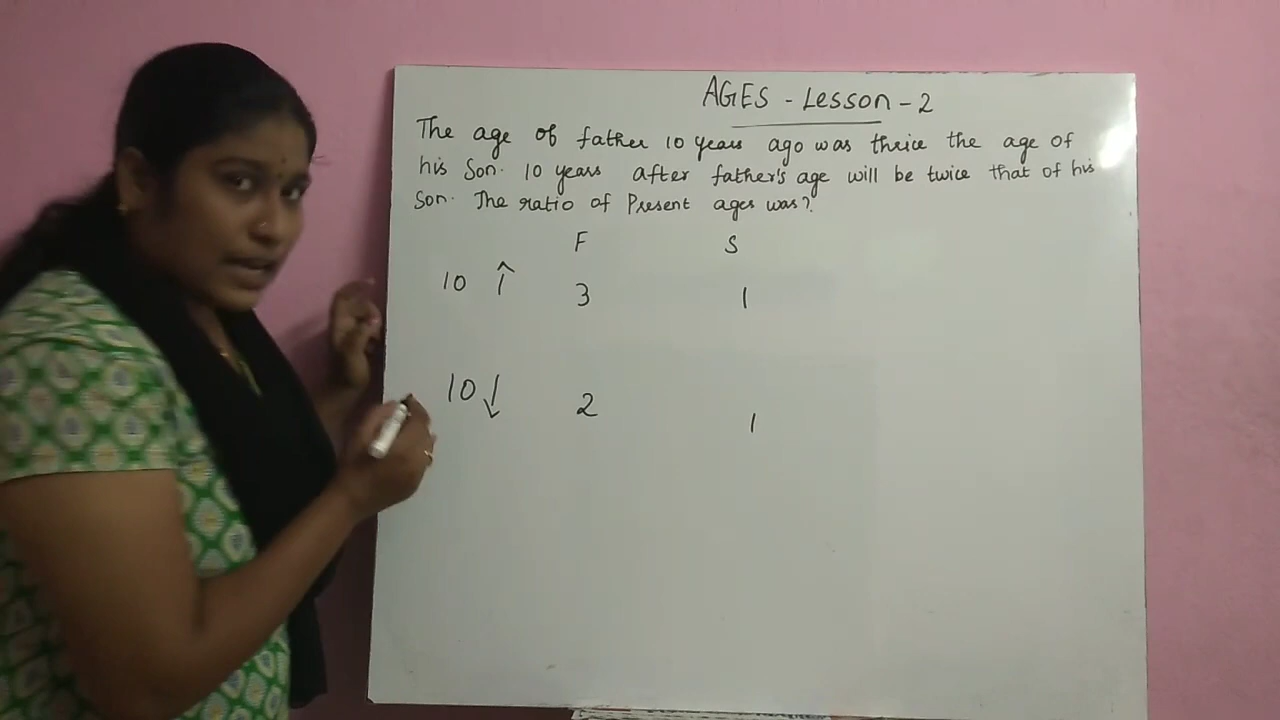 AGES - Lesson - 2
The age of father 10 years ago was thrice the age of
his Son. 10 years after father's age will be twice that of his
Son. The ratio of Present ages was?
F S
10 ↑ 3 1
10 ↓ 2 1